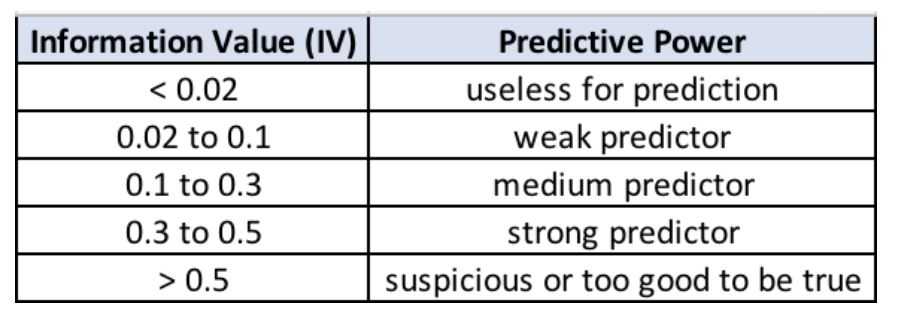 Information Value (IV) Predictive Power
< 0.02 useless for prediction
0.02 to 0.1 weak predictor
0.1 to 0.3 medium predictor
0.3 to 0.5 strong predictor
> 0.5 suspicious or too good to be true